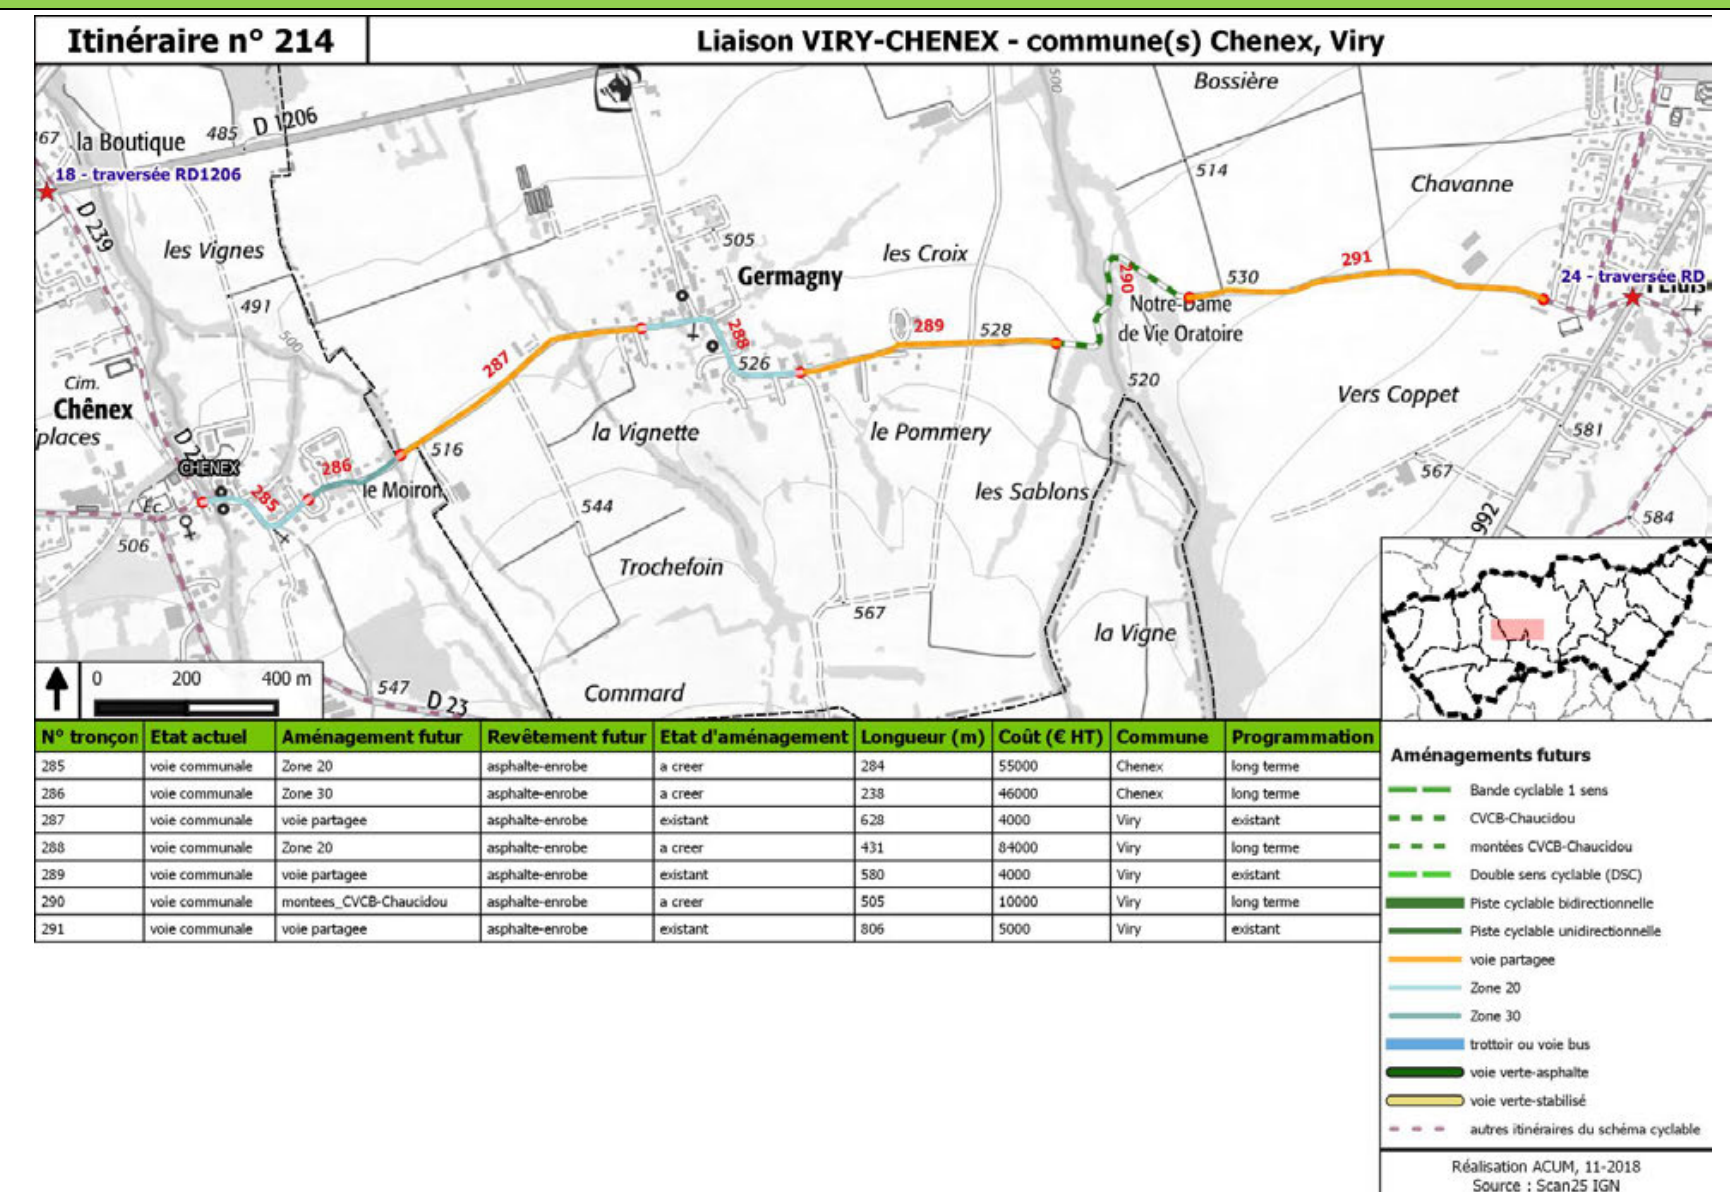 Itinéraire n° 214
Liaison VIRY-CHENEX - commune(s) Chenex, Viry
Bossière
500
la Boutique
485
D 1206
18 - traversée RD1206
514
Chavanne
D 239
les Vignes
505
les Croix
Germagny
291
530
24 - traversée RD
290
Notre-Dame
de Vie Oratoire
491
500
289
528
288
526
287
520
Cim.
Chênex
places
Vers Coppet
la Vignette
le Pommery
581
516
567
CHENEX
286
le Moiron
285
les Sablons
Ec.
544
992
584
506
Trochefoin
567
la Vigne
0 200 400 m
547
D 23
Commard
N° tronçon Etat actuel Aménagement futur Revêtement futur Etat d'aménagement Longueur (m) Coût (€ HT) Commune Programmation
285 voie communale Zone 20 asphalte-enrobe a creer 284 55000 Chenex long terme
286 voie communale Zone 30 asphalte-enrobe a creer 238 46000 Chenex long terme
287 voie communale voie partagee asphalte-enrobe existant 628 4000 Viry existant
288 voie communale Zone 20 asphalte-enrobe a creer 431 84000 Viry long terme
289 voie communale voie partagee asphalte-enrobe existant 580 4000 Viry existant
290 voie communale montees_CVCB-Chaucidou asphalte-enrobe a creer 505 10000 Viry long terme
291 voie communale voie partagee asphalte-enrobe existant 806 5000 Viry existant
Aménagements futurs
Bande cyclable 1 sens
CVCB-Chaucidou
montées CVCB-Chaucidou
Double sens cyclable (DSC)
Piste cyclable bidirectionnelle
Piste cyclable unidirectionnelle
voie partagee
Zone 20
Zone 30
trottoir ou voie bus
voie verte-asphalte
voie verte-stabilisé
autres itinéraires du schéma cyclable
Réalisation ACUM, 11-2018
Source : Scan25 IGN